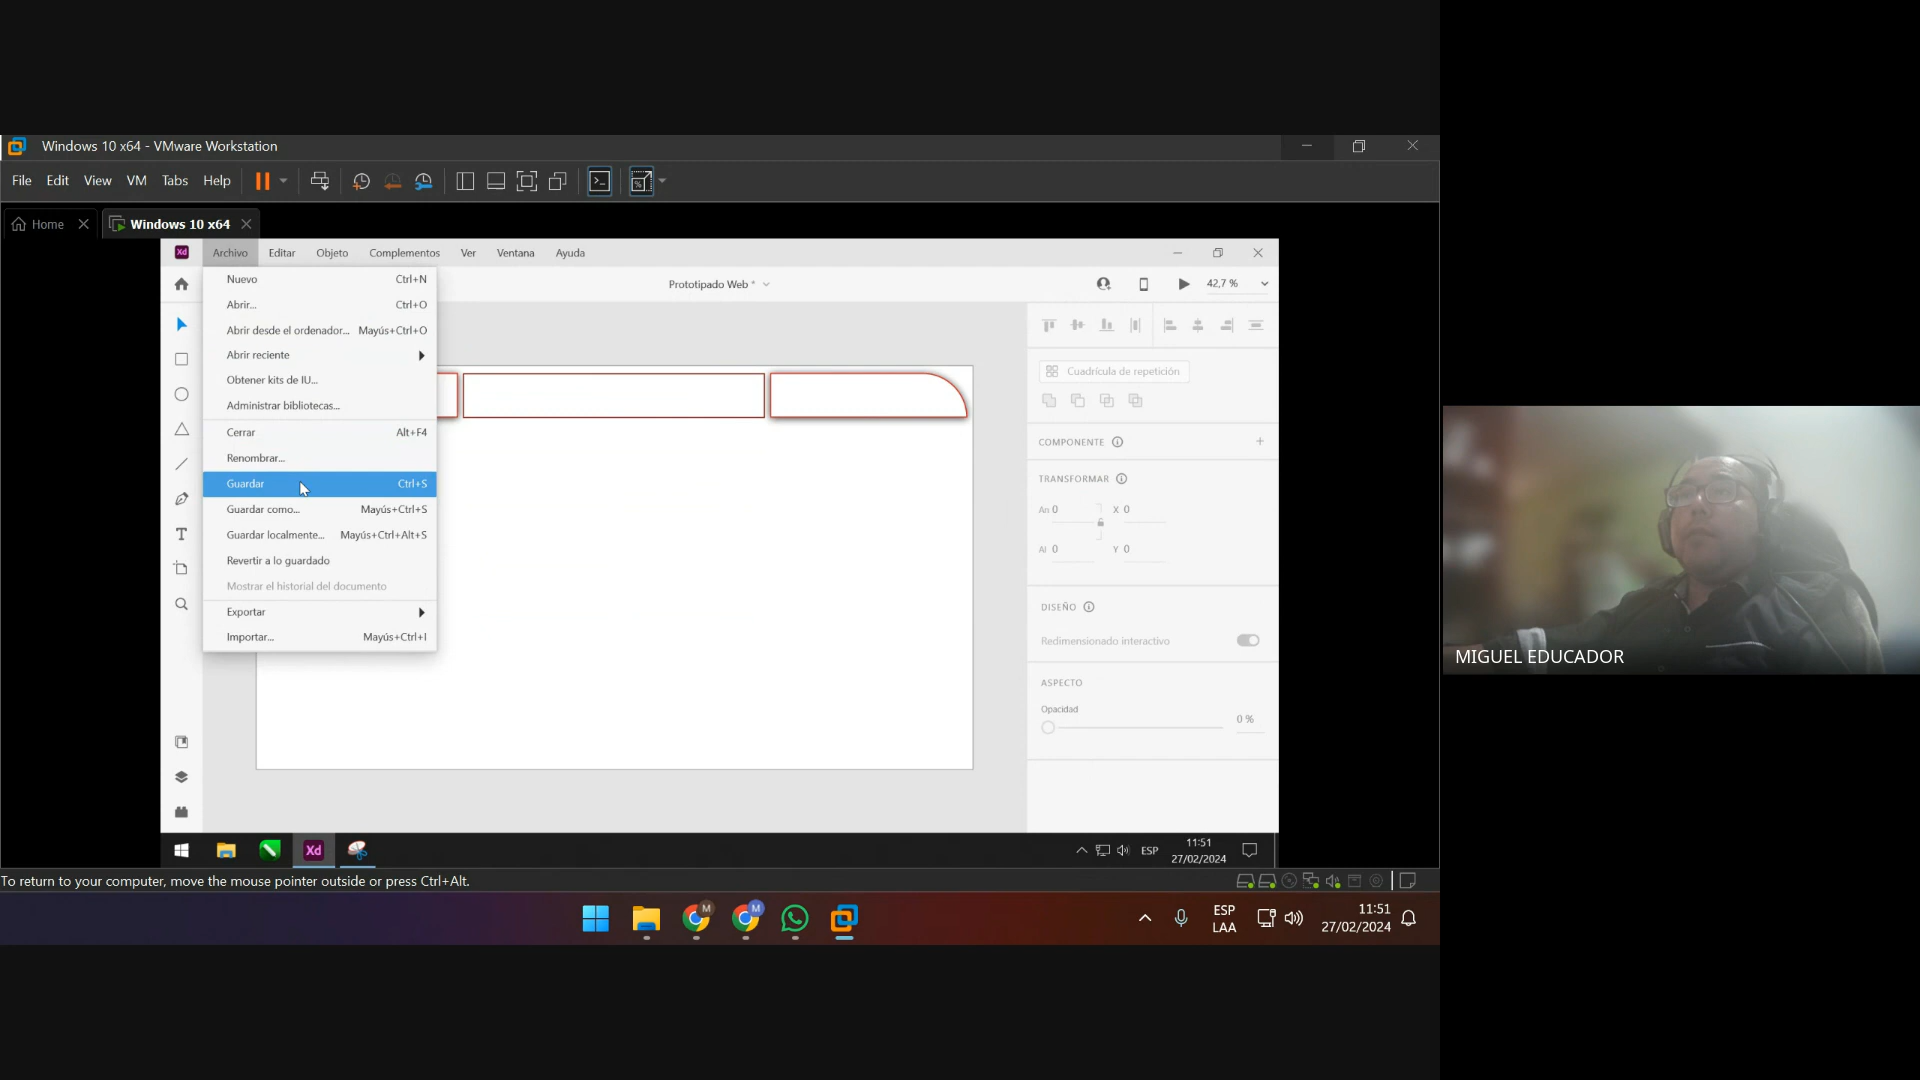 Windows 10 x64 - VMware Workstation
File Edit View VM Tabs Help
Home Windows 10 x64
Xd Archivo Editar Objeto Complementos Ver Ventana Ayuda
Prototipado Web * 42,7 %
Nuevo Ctrl+N
Abrir... Ctrl+O
Abrir desde el ordenador... Mayús+Ctrl+O
Abrir reciente
Obtener kits de IU...
Administrar bibliotecas...
Cerrar Alt+F4
Renombrar...
Guardar Ctrl+S
Guardar como... Mayús+Ctrl+S
Guardar localmente... Mayús+Ctrl+Alt+S
Revertir a lo guardado
Mostrar el historial del documento
Exportar
Importar... Mayús+Ctrl+I
Cuadrícula de repetición
COMPONENTE
TRANSFORMAR
An 0 X 0
Al 0 Y 0
DISEÑO
Redimensionado interactivo
ASPECTO
Opacidad
0 %
Xd
ESP
11:51
27/02/2024
To return to your computer, move the mouse pointer outside or press Ctrl+Alt.
M M
ESP
LAA
11:51
27/02/2024
MIGUEL EDUCADOR